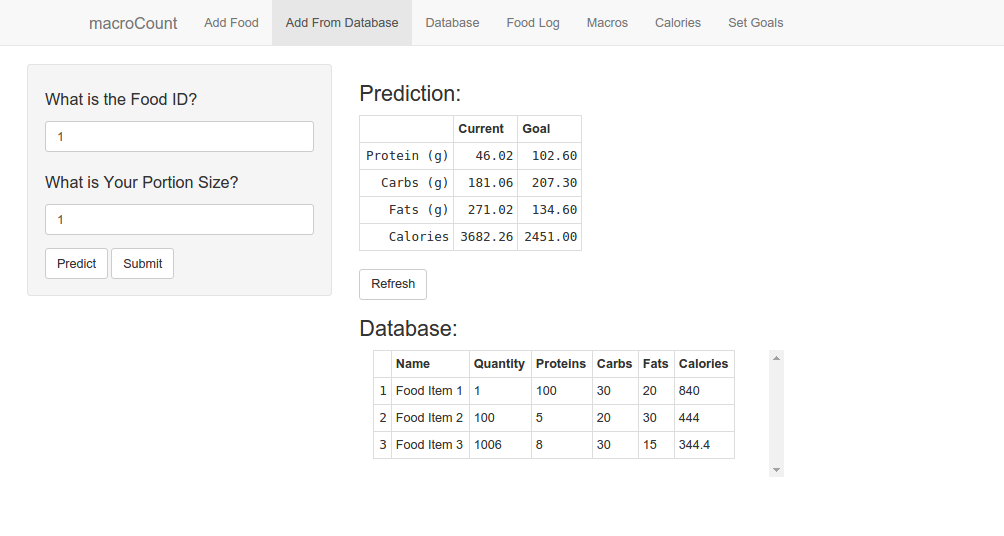 macroCount Add Food Add From Database Database Food Log Macros Calories Set Goals
What is the Food ID?
1
What is Your Portion Size?
1
Predict Submit
Prediction:
Current Goal
Protein (g) 46.02 102.60
Carbs (g) 181.06 207.30
Fats (g) 271.02 134.60
Calories 3682.26 2451.00
Refresh
Database:
Name Quantity Proteins Carbs Fats Calories
1 Food Item 1 1 100 30 20 840
2 Food Item 2 100 5 20 30 444
3 Food Item 3 1006 8 30 15 344.4